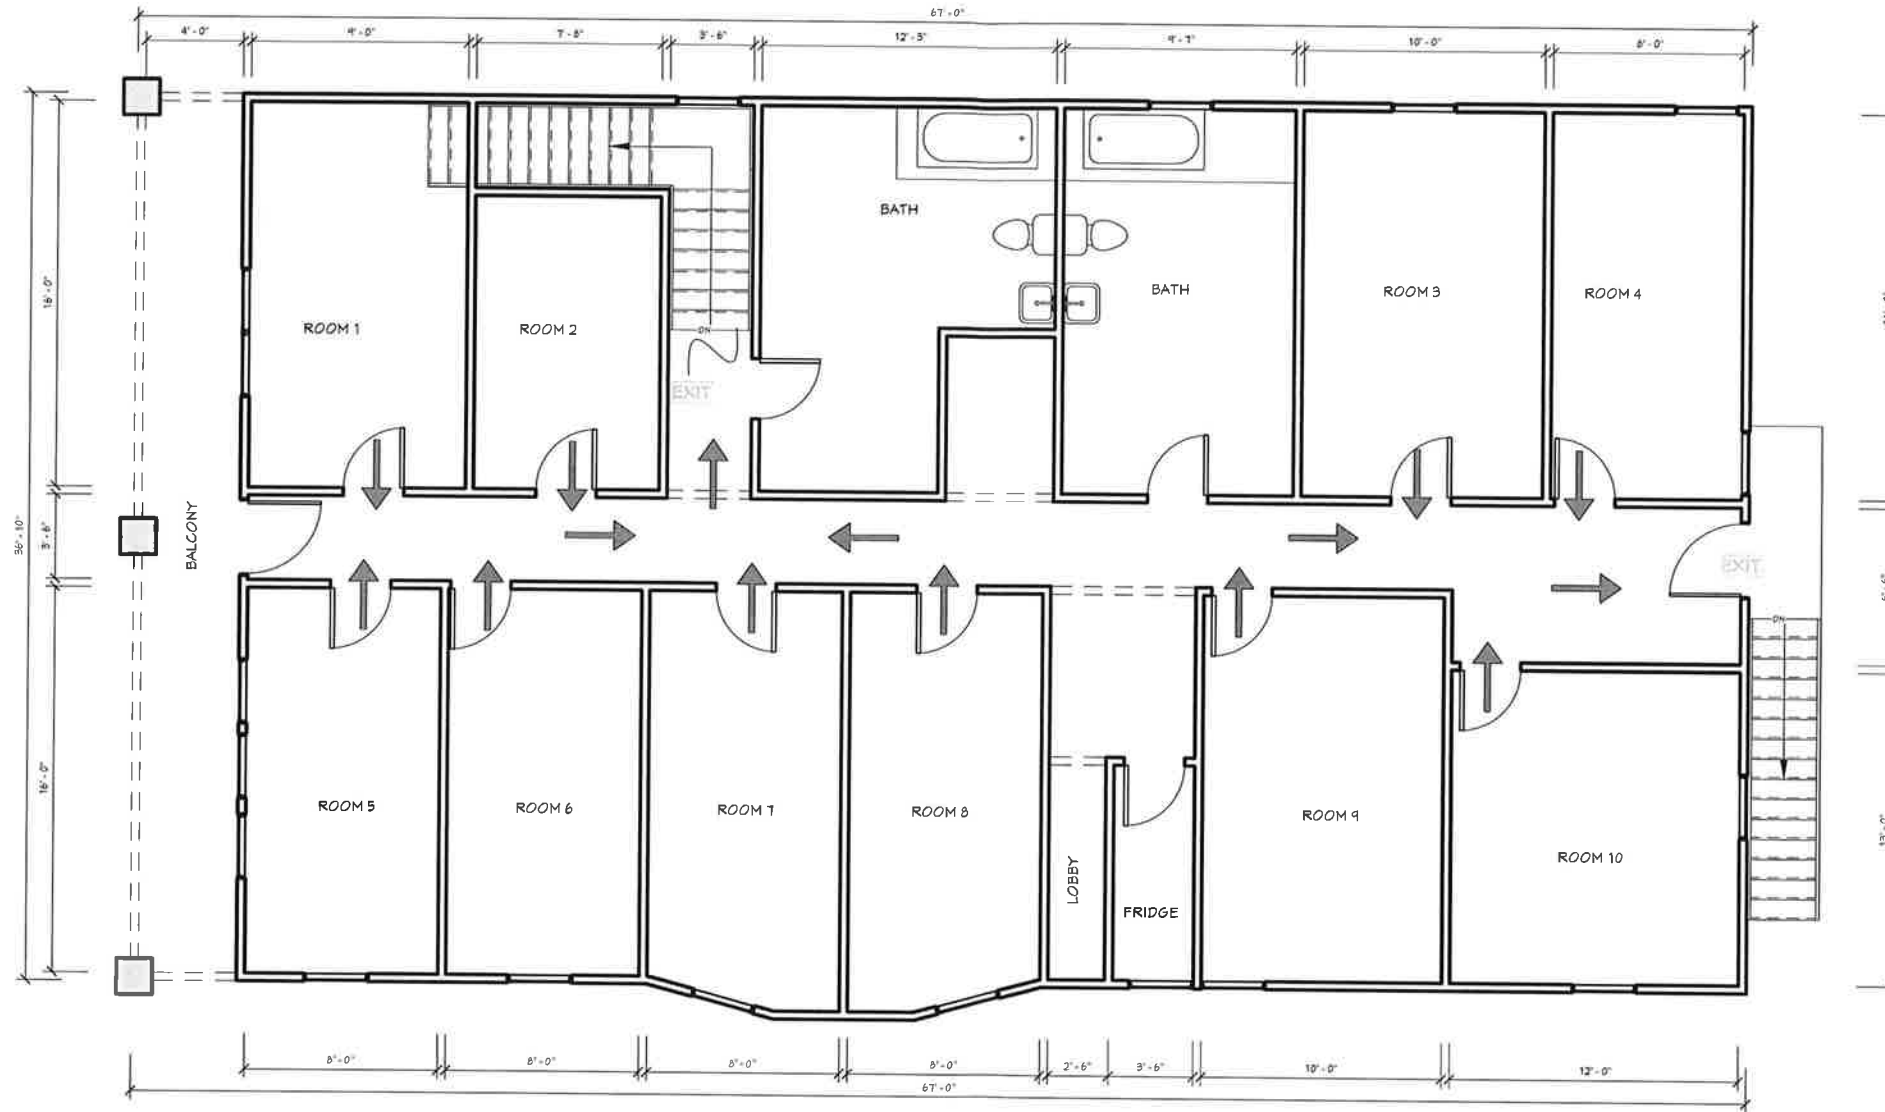 67'-0"
4'-0" 9'-0" 7'-8" 3'-6" 12'-3" 9'-7" 10'-0" 8'-0"
BATH
BATH
ROOM 3
ROOM 4
ROOM 1
ROOM 2
DN
EXIT
16'-0"
36'-10"
3'-6"
16'-0"
BALCONY
EXIT
DN
ROOM 5
ROOM 6
ROOM 7
ROOM 8
ROOM 9
ROOM 10
LOBBY
FRIDGE
8'-0" 8'-0" 8'-0" 8'-0" 2'-6" 3'-6" 10'-0" 12'-0"
67'-0"